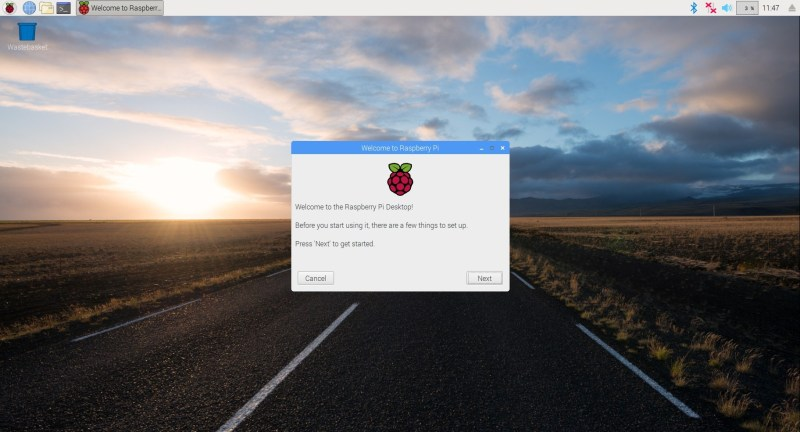 Welcome to Raspberr...
3 %
11:47
Wastebasket
Welcome to Raspberry Pi
Welcome to the Raspberry Pi Desktop!
Before you start using it, there are a few things to set up.
Press 'Next' to get started.
Cancel
Next